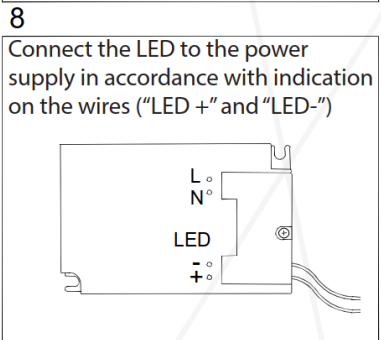 8
Connect the LED to the power
supply in accordance with indication
on the wires (“LED +” and “LED-”)
L
N
LED
-
+